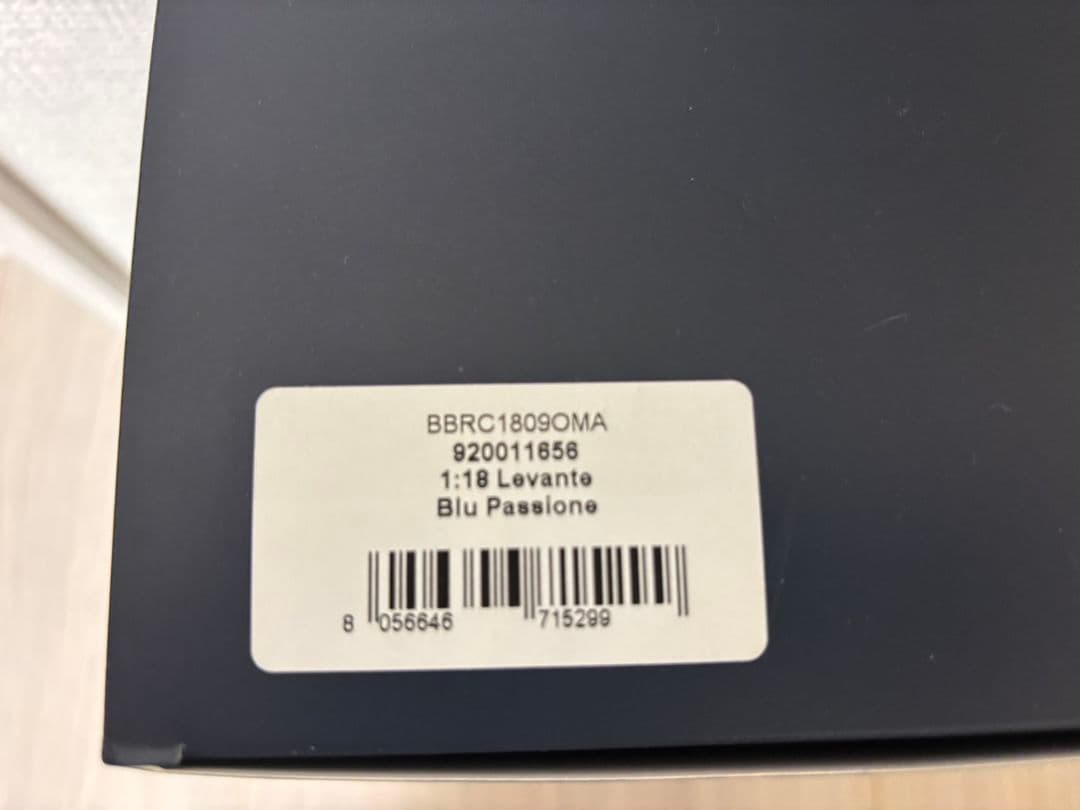 BBRC1809OMA
920011656
1:18 Levante
Blu Passione
8 056646 715299